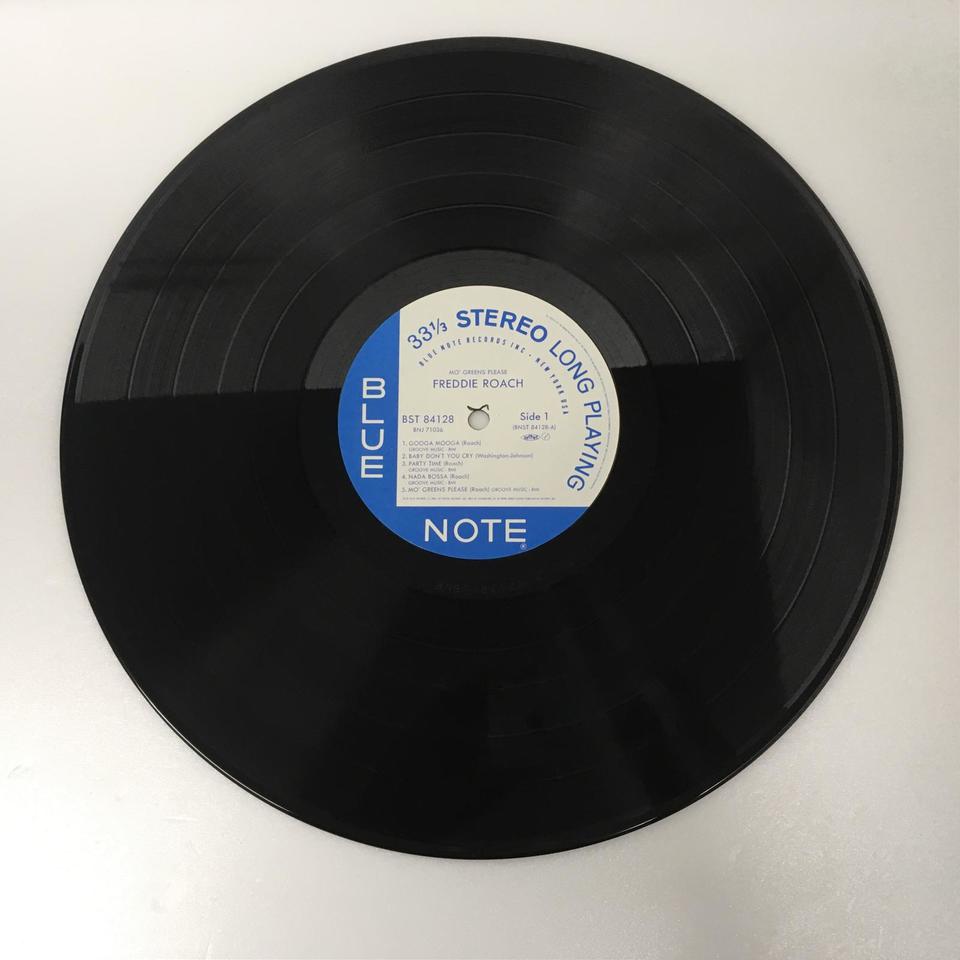 33 1/3 STEREO LONG PLAYING
BLUE NOTE RECORDS INC • NEW YORK USA
MO' GREENS PLEASE
FREDDIE ROACH
BST 84128
BNJ 71036
Side 1
(BNST 84128-A)
1. GOOGA MOOGA (Roach)
GROOVE MUSIC - BMI
2. BABY DON'T YOU CRY (Washington-Johnson)
3. PARTY TIME (Roach)
GROOVE MUSIC - BMI
4. NADA BOSSA (Roach)
GROOVE MUSIC - BMI
5. MO' GREENS PLEASE (Roach) GROOVE MUSIC - BMI
BLUE
NOTE
®